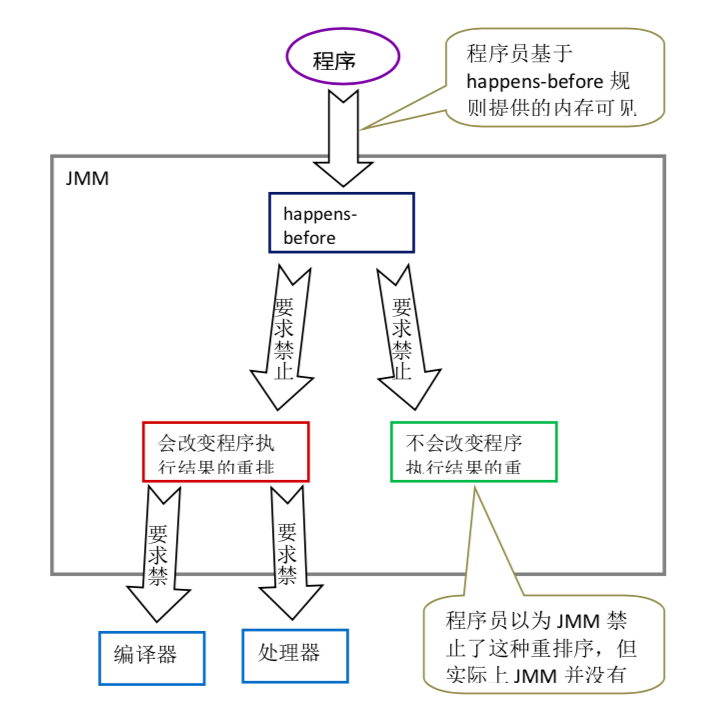 程序
程序员基于
happens-before 规
则提供的内存可见
JMM
happens-
before
要求禁止
要求禁止
会改变程序执
行结果的重排
不会改变程序
执行结果的重
要求禁
要求禁
编译器
处理器
程序员以为 JMM 禁
止了这种重排序，但
实际上 JMM 并没有